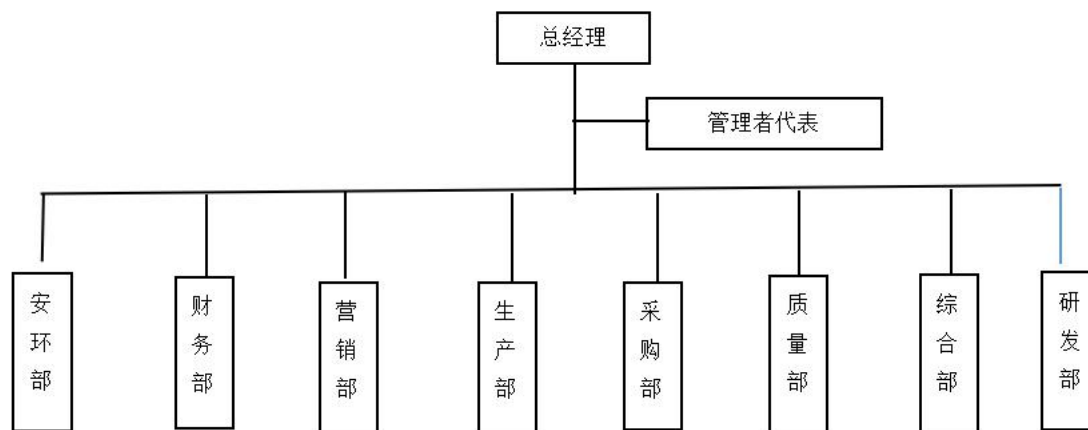 总经理
管理者代表
安环部
财务部
营销部
生产部
采购部
质量部
综合部
研发部